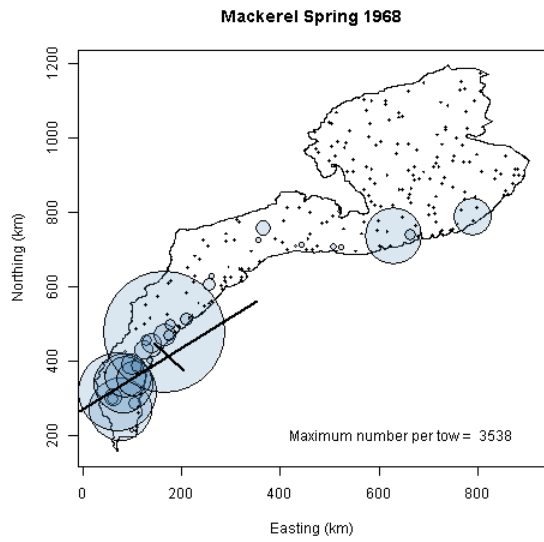 Mackerel Spring 1968
1200
1000
800
600
400
200
Northing (km)
Maximum number per tow = 3538
0 200 400 600 800
Easting (km)